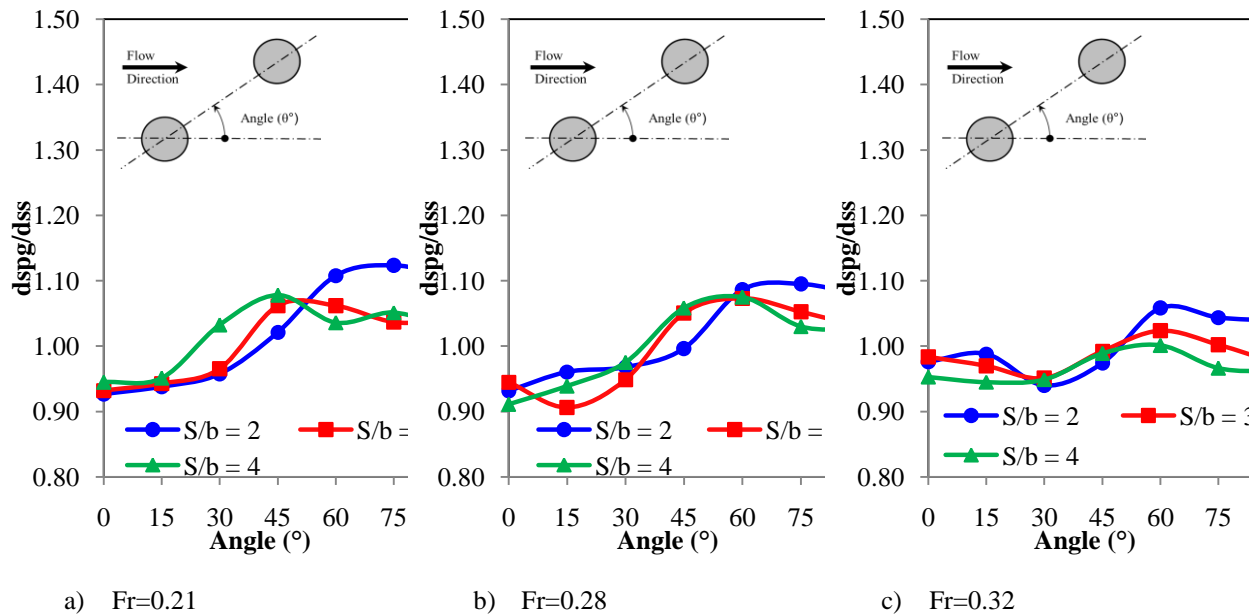 1.50
1.40
1.30
1.20
1.10
1.00
0.90
0.80
dspg/dss
Flow
Direction
Angle (θ°)
S/b = 2
S/b =
S/b = 4
0 15 30 45 60 75
Angle (°)
a) Fr=0.21
1.50
1.40
1.30
1.20
1.10
1.00
0.90
0.80
dspg/dss
Flow
Direction
Angle (θ°)
S/b = 2
S/b =
S/b = 4
0 15 30 45 60 75
Angle (°)
b) Fr=0.28
1.50
1.40
1.30
1.20
1.10
1.00
0.90
0.80
dspg/dss
Flow
Direction
Angle (θ°)
S/b = 2
S/b = 3
S/b = 4
0 15 30 45 60 75
Angle (°)
c) Fr=0.32